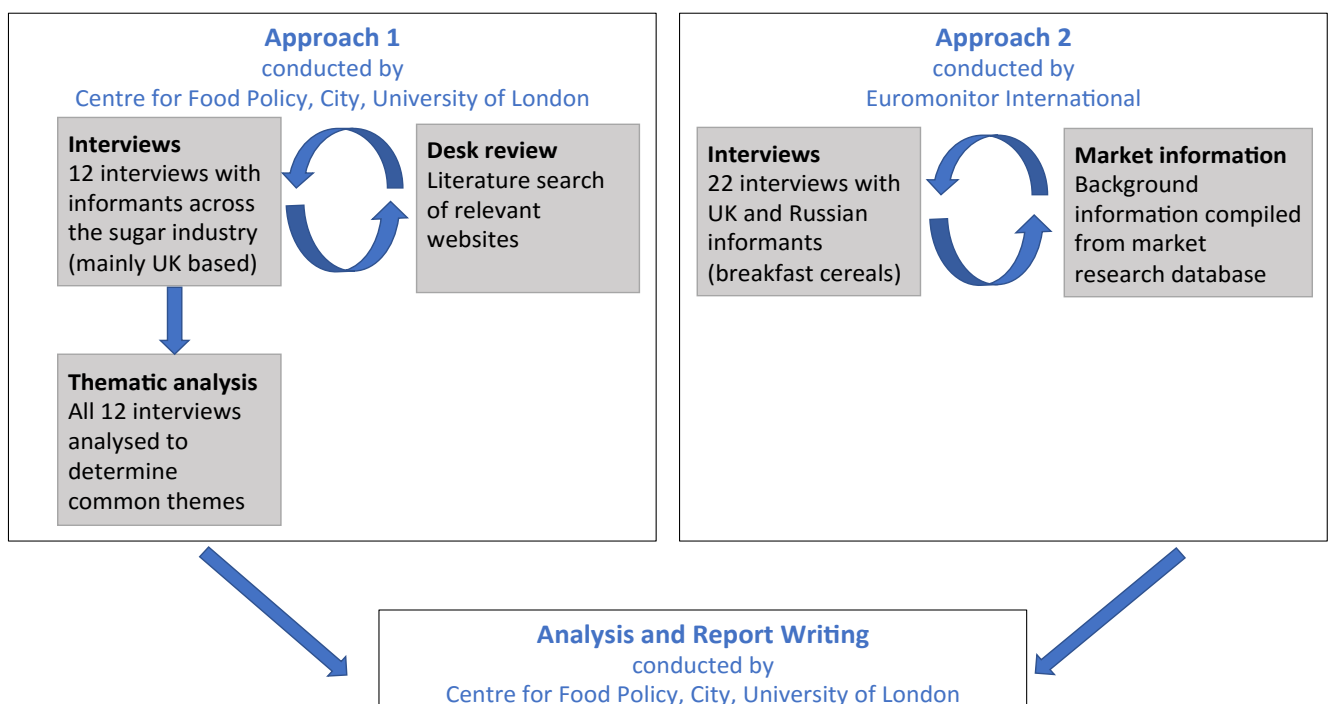 Approach 1
conducted by
Centre for Food Policy, City, University of London
Interviews
12 interviews with
informants across
the sugar industry
(mainly UK based)
Desk review
Literature search
of relevant
websites
Thematic analysis
All 12 interviews
analysed to
determine
common themes
Approach 2
conducted by
Euromonitor International
Interviews
22 interviews with
UK and Russian
informants
(breakfast cereals)
Market information
Background
information compiled
from market
research database
Analysis and Report Writing
conducted by
Centre for Food Policy, City, University of London